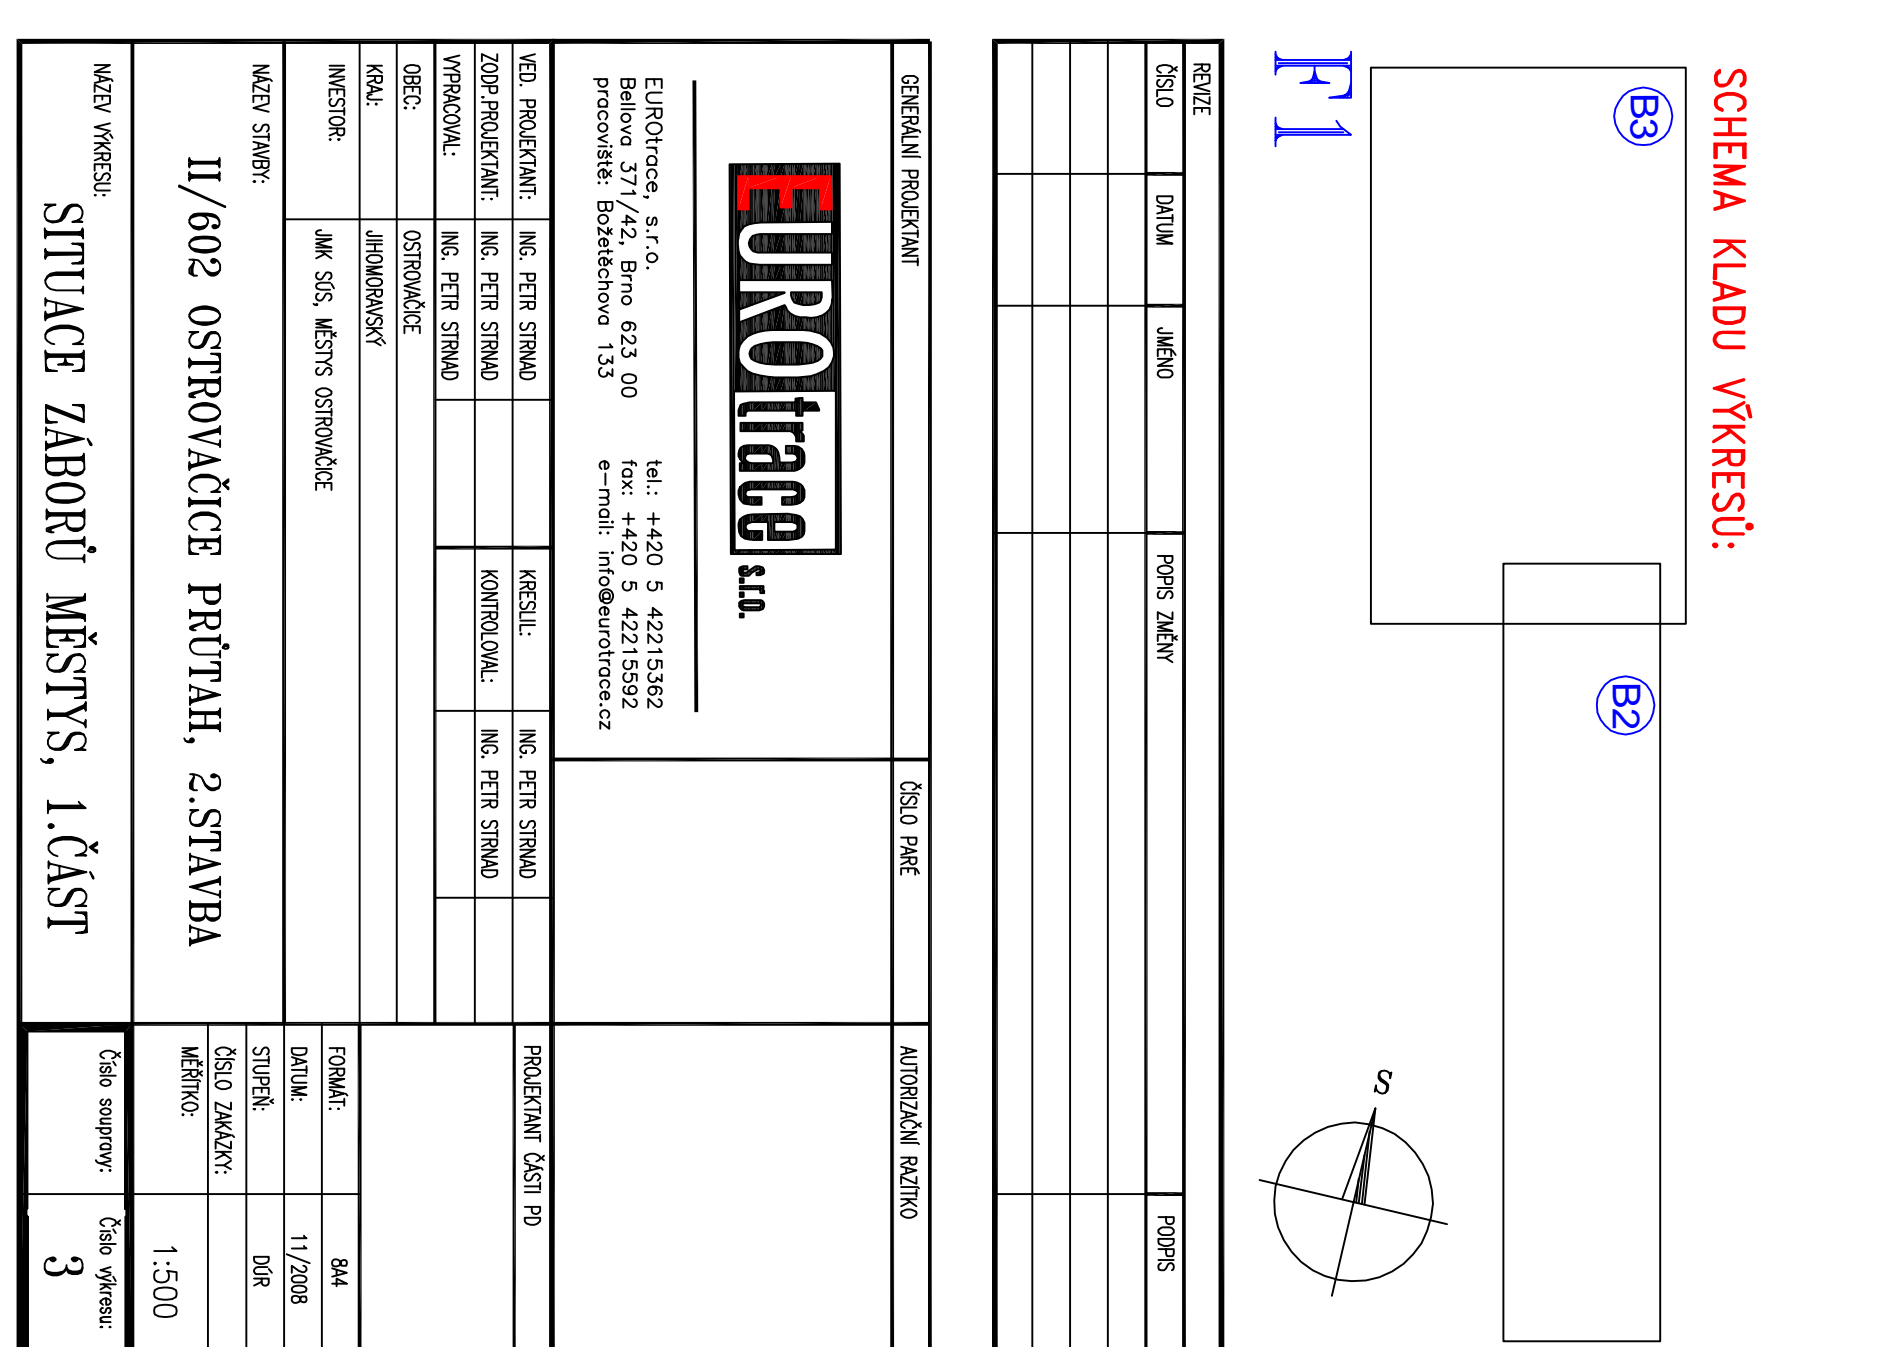 SCHEMA KLADU VÝKRESŮ:
B3
B2
F1
S
REVIZE
ČÍSLO DATUM JMÉNO POPIS ZMĚNY PODPIS
GENERÁLNÍ PROJEKTANT ČÍSLO PARÉ AUTORIZAČNÍ RAZÍTKO
EUROtrace s.r.o.
EUROtrace, s.r.o. tel.: +420 5 42215362
Bellova 371/42, Brno 623 00 fax: +420 5 42215592
pracoviště: Božetěchova 133 e-mail: info@eurotrace.cz
VED. PROJEKTANT: ING. PETR STRNAD KRESLIL: ING. PETR STRNAD PROJEKTANT ČÁSTI PD
ZODP.PROJEKTANT: ING. PETR STRNAD KONTROLOVAL: ING. PETR STRNAD
VYPRACOVAL: ING. PETR STRNAD
OBEC: OSTROVAČICE
KRAJ: JIHOMORAVSKÝ
INVESTOR: JMK SÚS, MĚSTYS OSTROVAČICE
FORMÁT: 8A4
DATUM: 11/2008
STUPEŇ: DÚR
ČÍSLO ZAKÁZKY:
MĚŘÍTKO: 1:500
NÁZEV STAVBY:
II/602 OSTROVAČICE PRŮTAH, 2.STAVBA
NÁZEV VÝKRESU:
SITUACE ZÁBORŮ MĚSTYS, 1.ČÁST
Číslo soupravy: Číslo výkresu:
3